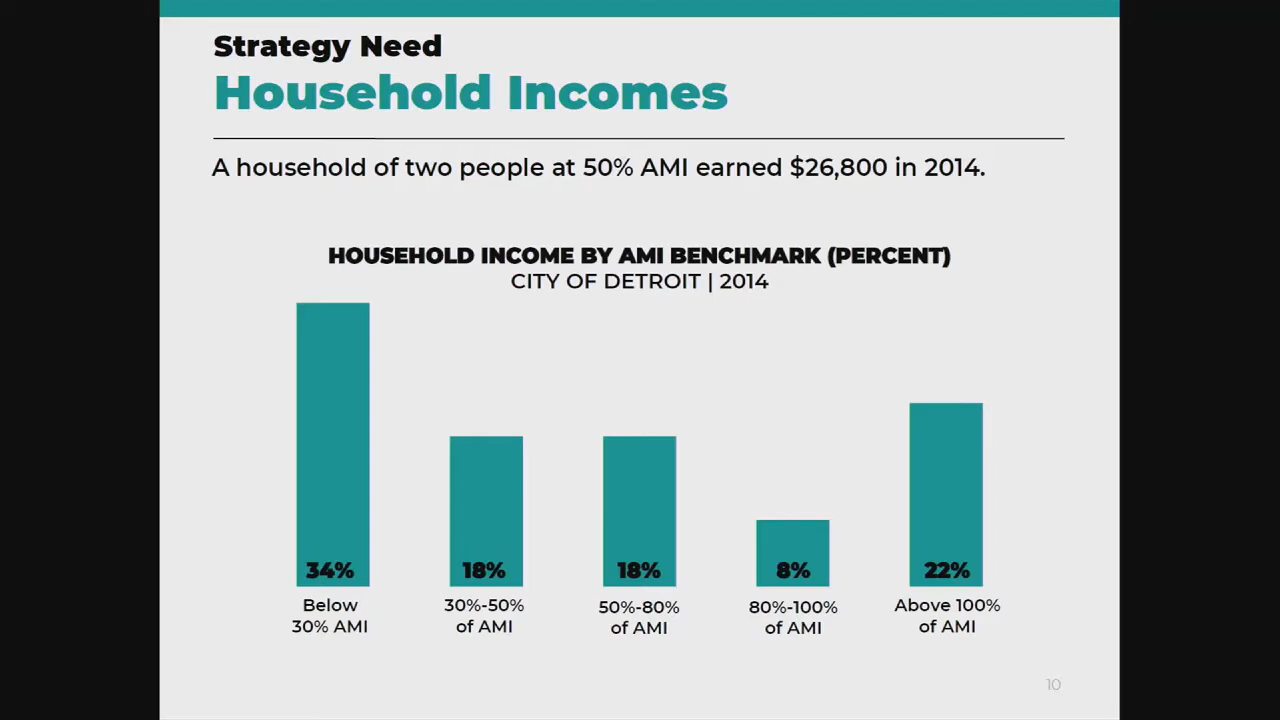 Strategy Need
Household Incomes
A household of two people at 50% AMI earned $26,800 in 2014.
HOUSEHOLD INCOME BY AMI BENCHMARK (PERCENT)
CITY OF DETROIT | 2014
34%
18%
18%
8%
22%
Below
30% AMI
30%-50%
of AMI
50%-80%
of AMI
80%-100%
of AMI
Above 100%
of AMI
10